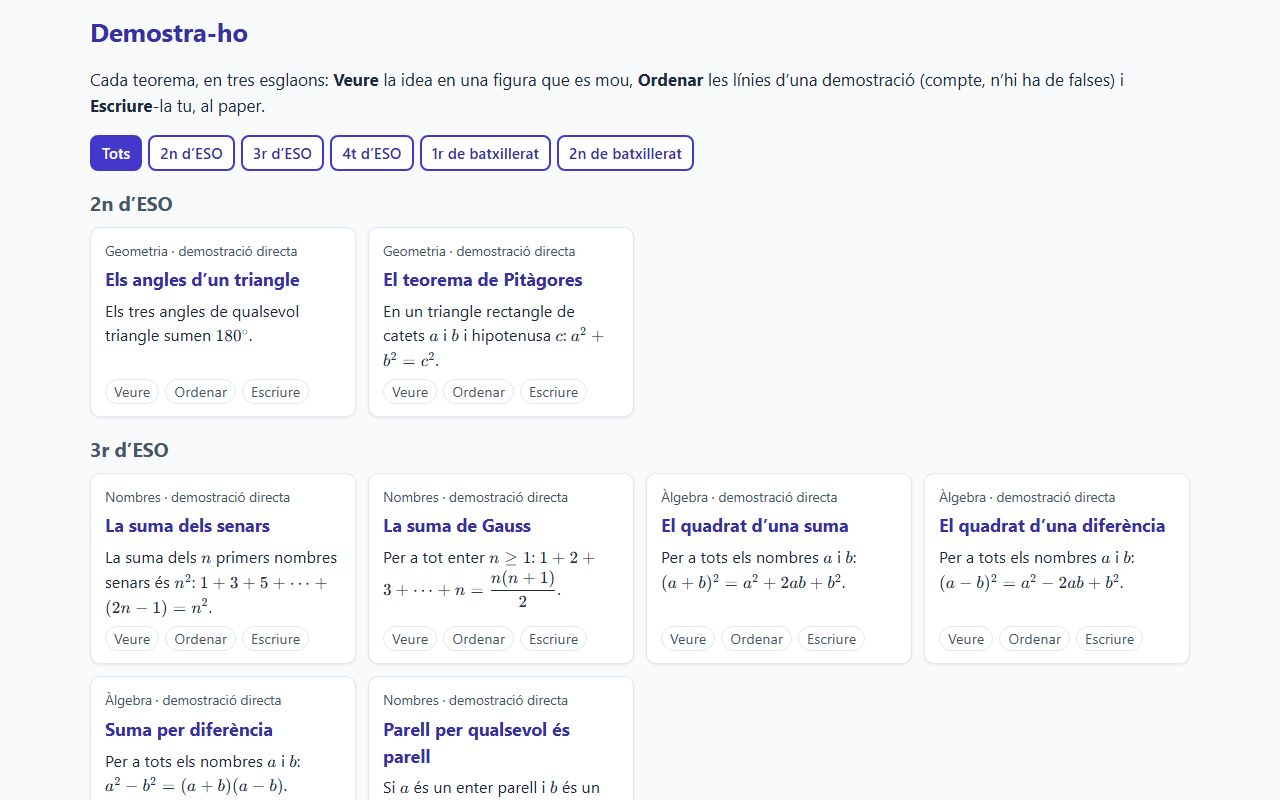 Demostra-ho
Cada teorema, en tres esglaons: Veure la idea en una figura que es mou, Ordenar les línies d’una demostració (compte, n’hi ha de falses) i
Escriure-la tu, al paper.
Tots
2n d’ESO
3r d’ESO
4t d’ESO
1r de batxillerat
2n de batxillerat
2n d’ESO
Geometria · demostració directa
Els angles d’un triangle
Els tres angles de qualsevol
triangle sumen 180°.
Veure
Ordenar
Escriure
Geometria · demostració directa
El teorema de Pitàgores
En un triangle rectangle de
catets a i b i hipotenusa c: a² +
b² = c².
Veure
Ordenar
Escriure
3r d’ESO
Nombres · demostració directa
La suma dels senars
La suma dels n primers nombres
senars és n²: 1 + 3 + 5 + ⋯ +
(2n − 1) = n².
Veure
Ordenar
Escriure
Nombres · demostració directa
La suma de Gauss
Per a tot enter n ≥ 1: 1 + 2 +
3 + ⋯ + n = n(n + 1)/2.
Veure
Ordenar
Escriure
Àlgebra · demostració directa
El quadrat d’una suma
Per a tots els nombres a i b:
(a + b)² = a² + 2ab + b².
Veure
Ordenar
Escriure
Àlgebra · demostració directa
El quadrat d’una diferència
Per a tots els nombres a i b:
(a − b)² = a² − 2ab + b².
Veure
Ordenar
Escriure
Àlgebra · demostració directa
Suma per diferència
Per a tots els nombres a i b:
a² − b² = (a + b)(a − b).
Nombres · demostració directa
Parell per qualsevol és
parell
Si a és un enter parell i b és un